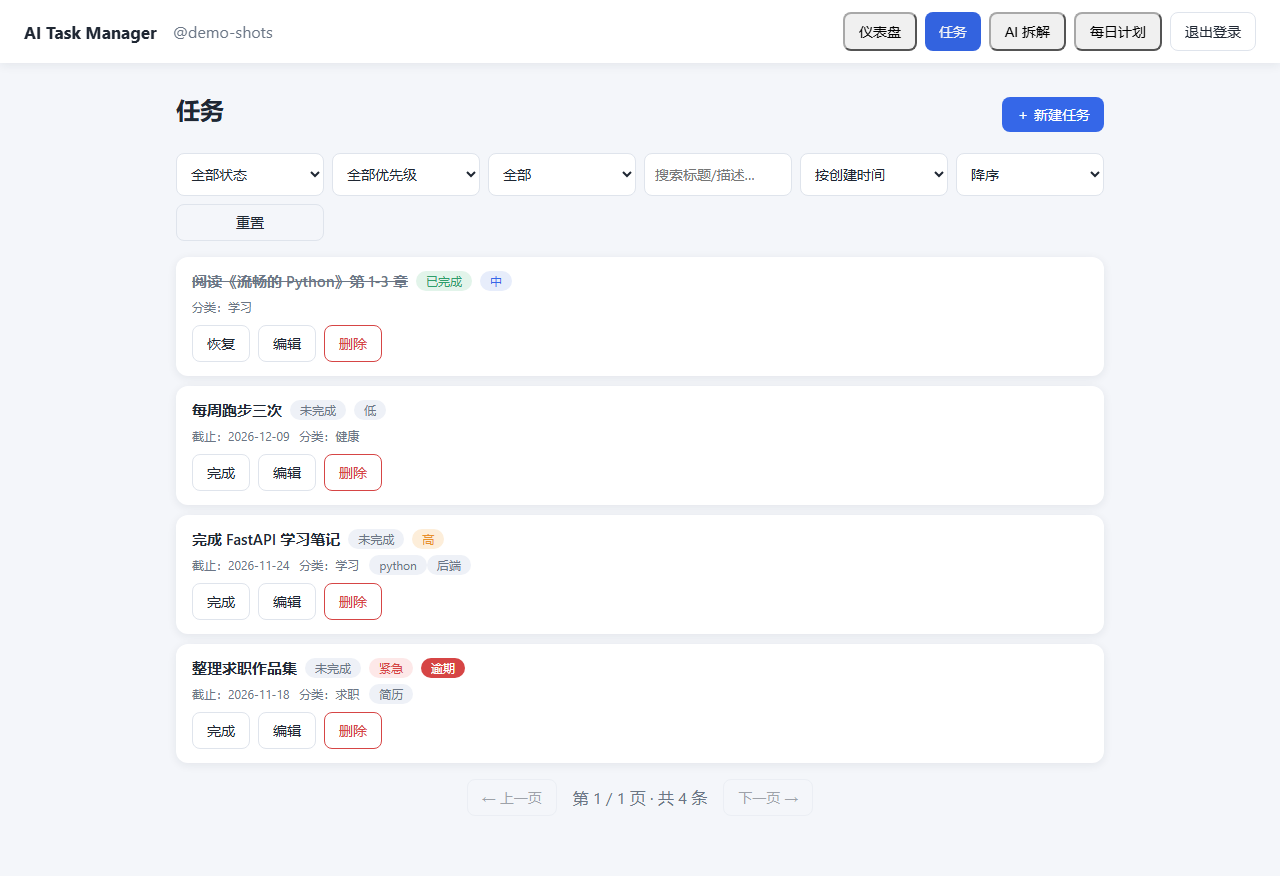 AI Task Manager @demo-shots 仪表盘 任务 AI 拆解 每日计划 退出登录
任务 + 新建任务
全部状态 全部优先级 全部 搜索标题/描述... 按创建时间 降序
重置
阅读《流畅的 Python》第 1-3 章 已完成 中
分类：学习
恢复 编辑 删除
每周跑步三次 未完成 低
截止：2026-12-09 分类：健康
完成 编辑 删除
完成 FastAPI 学习笔记 未完成 高
截止：2026-11-24 分类：学习 python 后端
完成 编辑 删除
整理求职作品集 未完成 紧急 逾期
截止：2026-11-18 分类：求职 简历
完成 编辑 删除
← 上一页 第 1 / 1 页 · 共 4 条 下一页 →